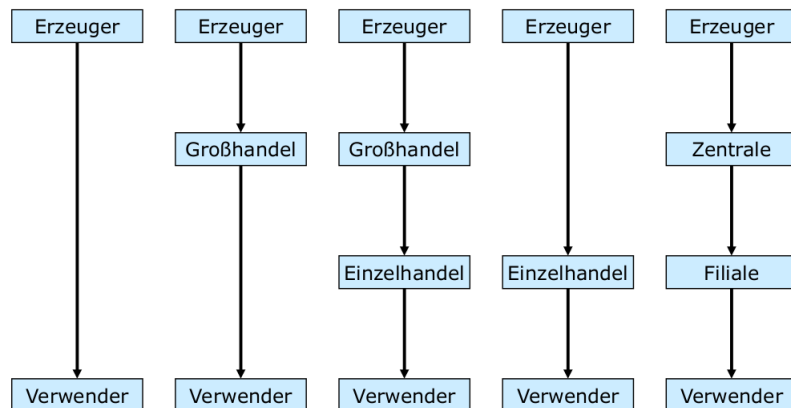 Erzeuger Erzeuger Erzeuger Erzeuger Erzeuger
Großhandel Großhandel Zentrale
Einzelhandel Einzelhandel Filiale
Verwender Verwender Verwender Verwender Verwender